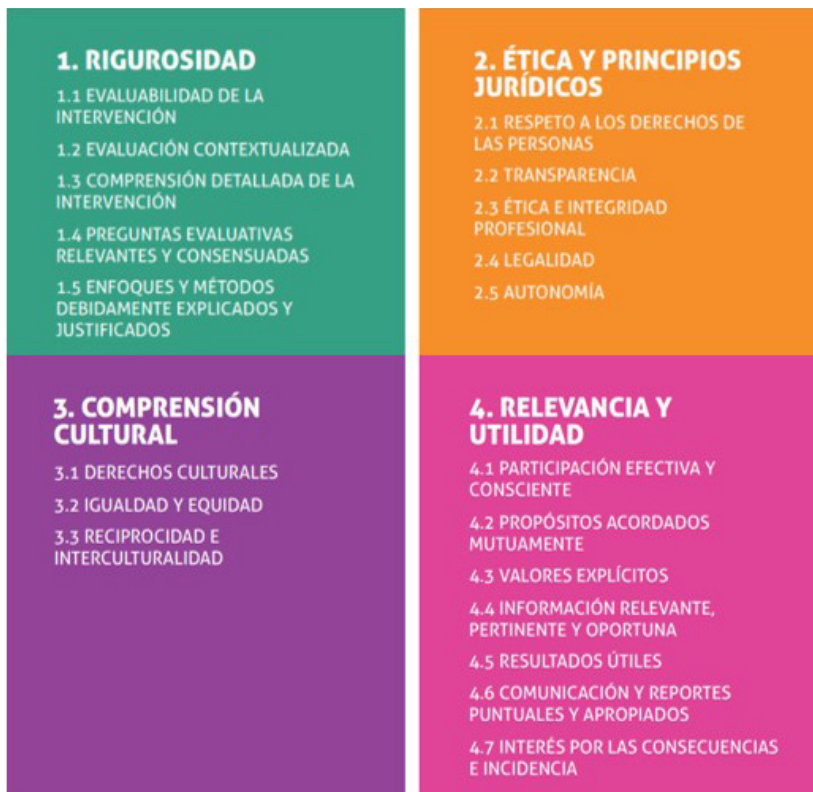 1. RIGUROSIDAD
1.1 EVALUABILIDAD DE LA
INTERVENCIÓN
1.2 EVALUACIÓN CONTEXTUALIZADA
1.3 COMPRENSIÓN DETALLADA DE LA
INTERVENCIÓN
1.4 PREGUNTAS EVALUATIVAS
RELEVANTES Y CONSENSUADAS
1.5 ENFOQUES Y MÉTODOS
DEBIDAMENTE EXPLICADOS Y
JUSTIFICADOS
2. ÉTICA Y PRINCIPIOS
JURÍDICOS
2.1 RESPETO A LOS DERECHOS DE
LAS PERSONAS
2.2 TRANSPARENCIA
2.3 ÉTICA E INTEGRIDAD
PROFESIONAL
2.4 LEGALIDAD
2.5 AUTONOMÍA
3. COMPRENSIÓN
CULTURAL
3.1 DERECHOS CULTURALES
3.2 IGUALDAD Y EQUIDAD
3.3 RECIPROCIDAD E
INTERCULTURALIDAD
4. RELEVANCIA Y
UTILIDAD
4.1 PARTICIPACIÓN EFECTIVA Y
CONSCIENTE
4.2 PROPÓSITOS ACORDADOS
MUTUAMENTE
4.3 VALORES EXPLÍCITOS
4.4 INFORMACIÓN RELEVANTE,
PERTINENTE Y OPORTUNA
4.5 RESULTADOS ÚTILES
4.6 COMUNICACIÓN Y REPORTES
PUNTUALES Y APROPIADOS
4.7 INTERÉS POR LAS CONSECUENCIAS
E INCIDENCIA